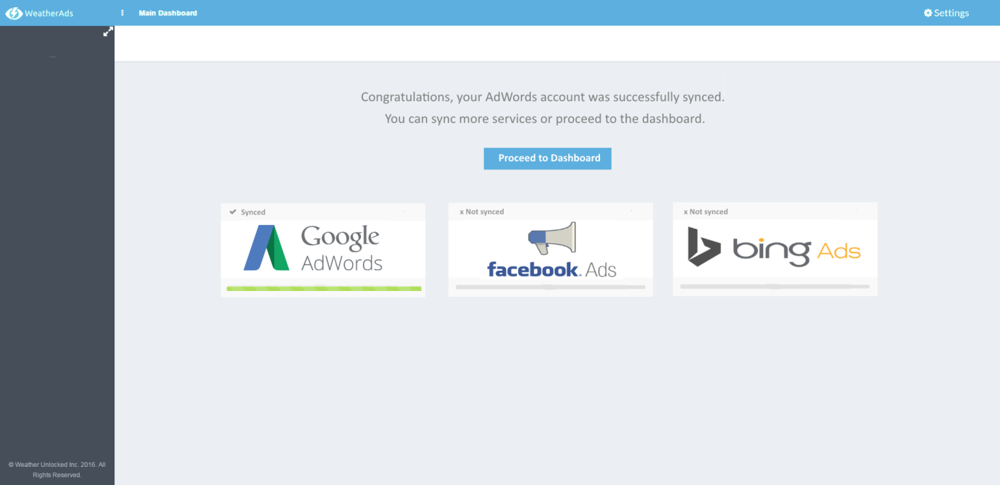 WeatherAds
Main Dashboard
Settings
Congratulations, your AdWords account was successfully synced.
You can sync more services or proceed to the dashboard.
Proceed to Dashboard
Synced
Google
AdWords
x Not synced
facebook. Ads
x Not synced
bing Ads
© Weather Unlocked Inc. 2016. All
Rights Reserved.